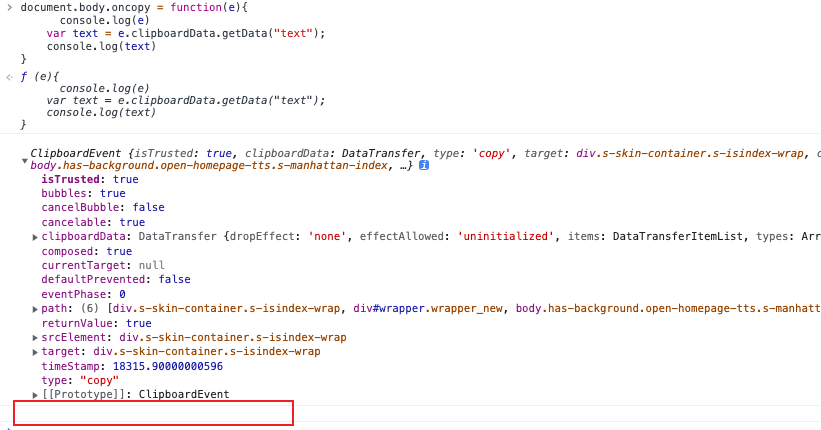 document.body.oncopy = function(e){
console.log(e)
var text = e.clipboardData.getData("text");
console.log(text)
}
ƒ (e){
console.log(e)
var text = e.clipboardData.getData("text");
console.log(text)
}
ClipboardEvent {isTrusted: true, clipboardData: DataTransfer, type: 'copy', target: div.s-skin-container.s-isindex-wrap, c
body.has-background.open-homepage-tts.s-manhattan-index, …} i
isTrusted: true
bubbles: true
cancelBubble: false
cancelable: true
clipboardData: DataTransfer {dropEffect: 'none', effectAllowed: 'uninitialized', items: DataTransferItemList, types: Arr
composed: true
currentTarget: null
defaultPrevented: false
eventPhase: 0
path: (6) [div.s-skin-container.s-isindex-wrap, div#wrapper.wrapper_new, body.has-background.open-homepage-tts.s-manhatt
returnValue: true
srcElement: div.s-skin-container.s-isindex-wrap
target: div.s-skin-container.s-isindex-wrap
timeStamp: 18315.90000000596
type: "copy"
[[Prototype]]: ClipboardEvent